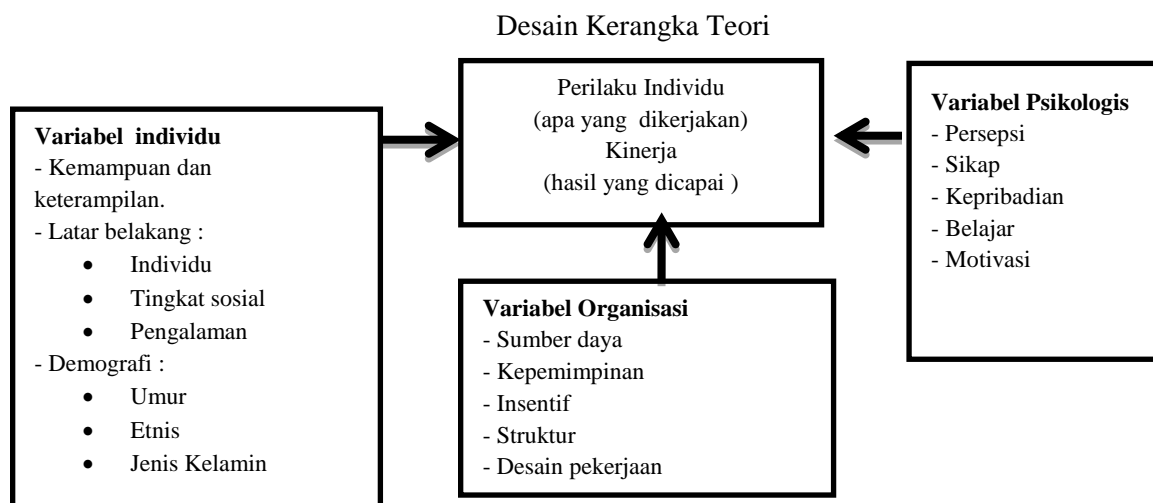 Desain Kerangka Teori
Variabel individu
- Kemampuan dan
keterampilan.
- Latar belakang :
• Individu
• Tingkat sosial
• Pengalaman
- Demografi :
• Umur
• Etnis
• Jenis Kelamin
Perilaku Individu
(apa yang dikerjakan)
Kinerja
(hasil yang dicapai )
Variabel Organisasi
- Sumber daya
- Kepemimpinan
- Insentif
- Struktur
- Desain pekerjaan
Variabel Psikologis
- Persepsi
- Sikap
- Kepribadian
- Belajar
- Motivasi